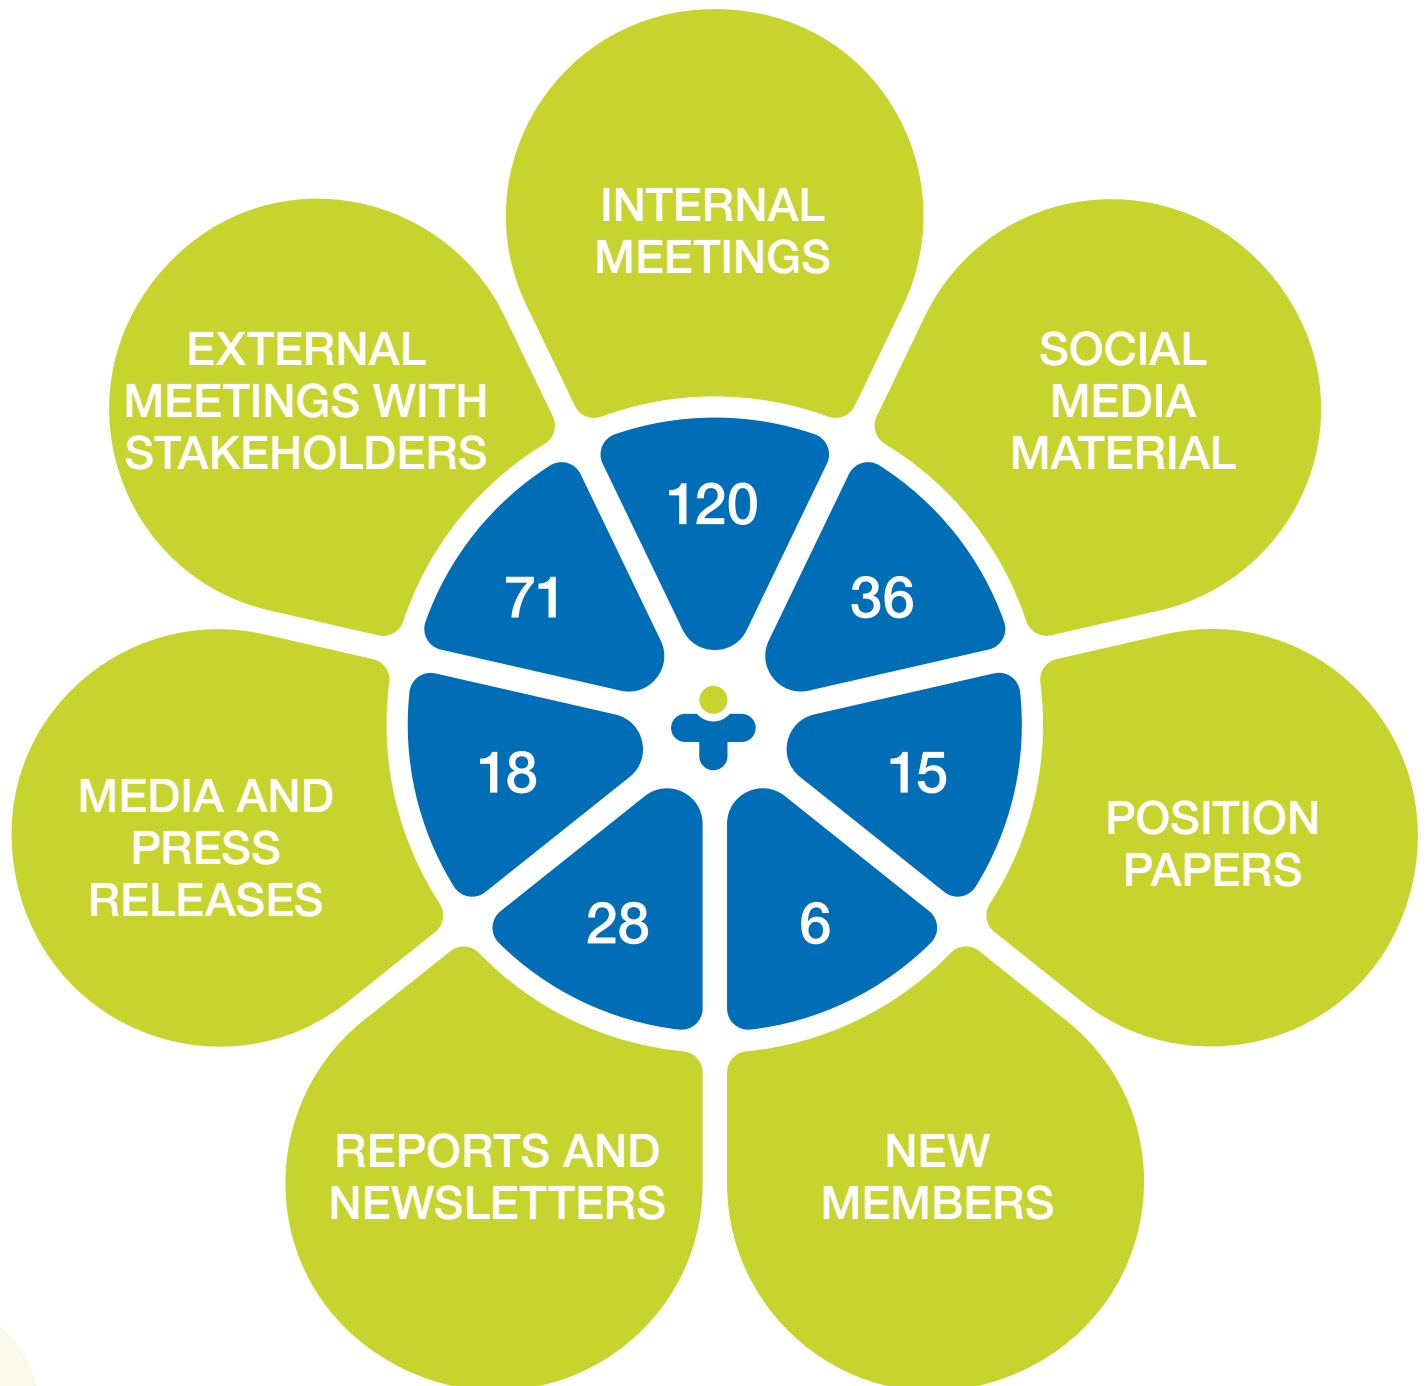 INTERNAL
MEETINGS
120
SOCIAL
MEDIA
MATERIAL
36
POSITION
PAPERS
15
NEW
MEMBERS
6
REPORTS AND
NEWSLETTERS
28
MEDIA AND
PRESS
RELEASES
18
EXTERNAL
MEETINGS WITH
STAKEHOLDERS
71